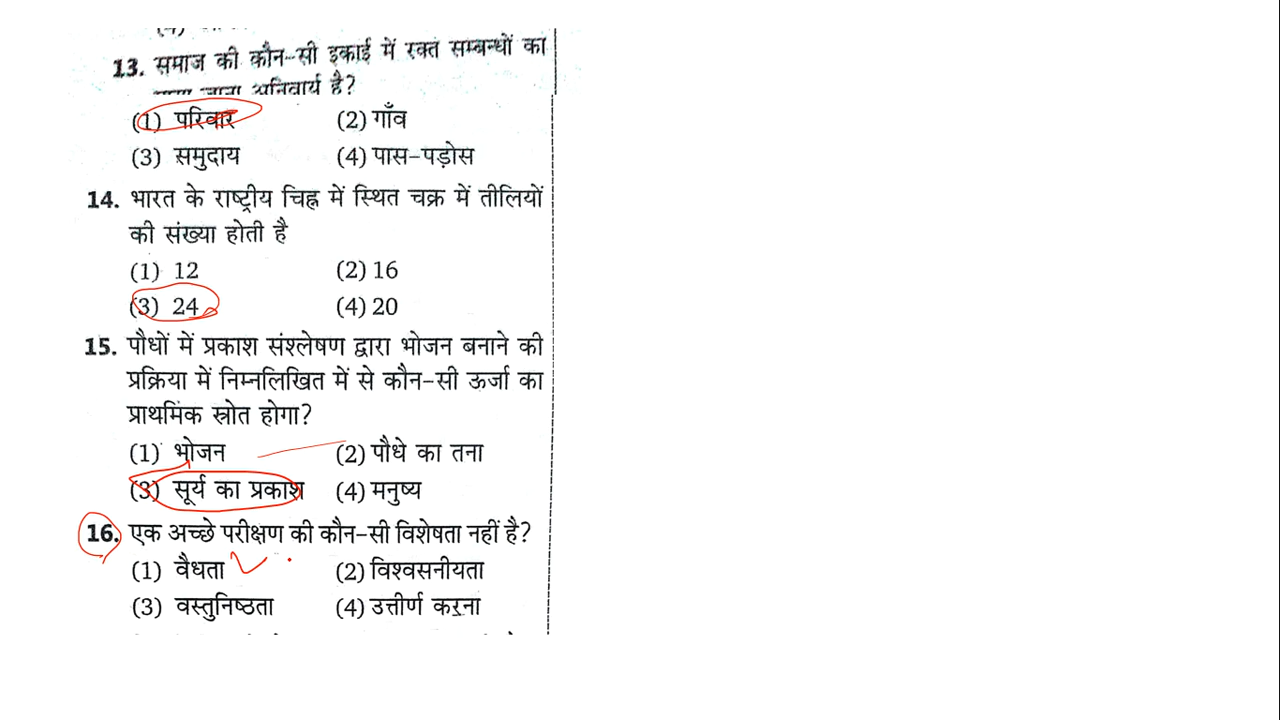 13. समाज की कौन-सी इकाई में रक्त सम्बन्धों का
जाना अनिवार्य है?
(1) परिवार (2) गाँव
(3) समुदाय (4) पास-पड़ोस
14. भारत के राष्ट्रीय चिह्न में स्थित चक्र में तीलियों
की संख्या होती है
(1) 12 (2) 16
(3) 24 (4) 20
15. पौधों में प्रकाश संश्लेषण द्वारा भोजन बनाने की
प्रक्रिया में निम्नलिखित में से कौन-सी ऊर्जा का
प्राथमिक स्रोत होगा?
(1) भोजन (2) पौधे का तना
(3) सूर्य का प्रकाश (4) मनुष्य
16. एक अच्छे परीक्षण की कौन-सी विशेषता नहीं है?
(1) वैधता (2) विश्वसनीयता
(3) वस्तुनिष्ठता (4) उत्तीर्ण करना